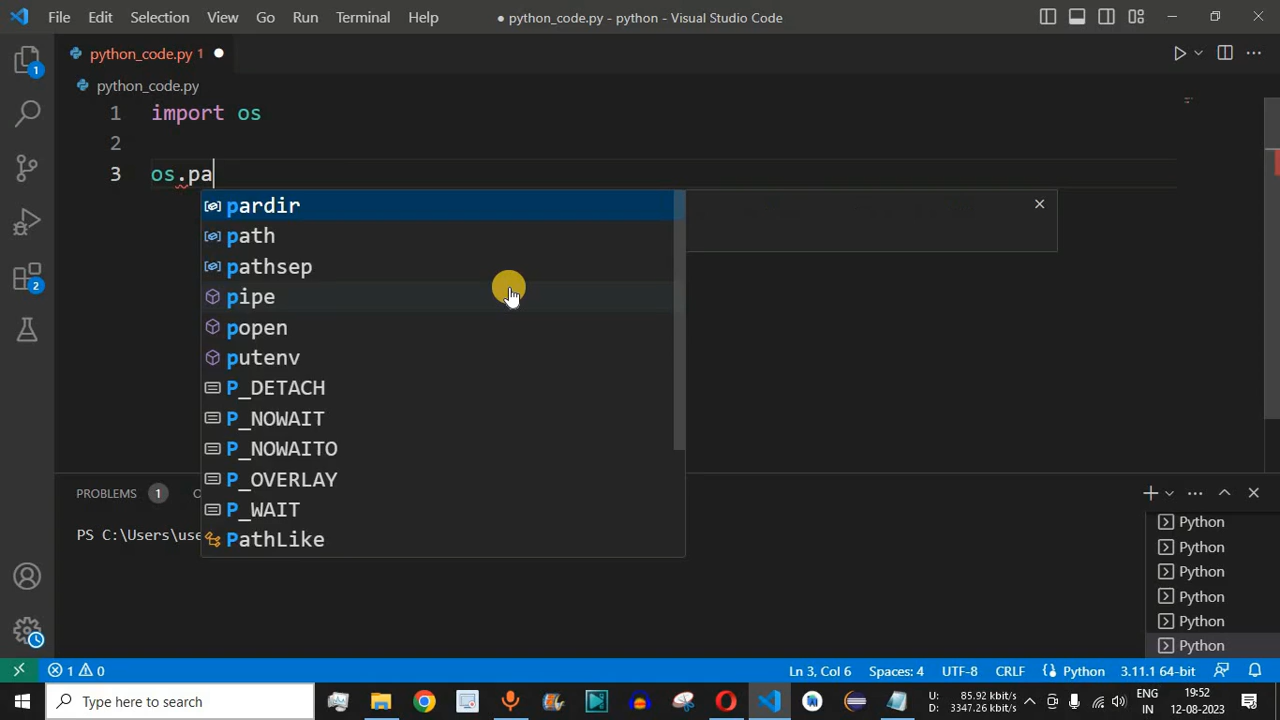 File Edit Selection View Go Run Terminal Help
● python_code.py - python - Visual Studio Code
python_code.py 1 ●
python_code.py
1 import os
2
3 os.pa
pardir
path
pathsep
pipe
popen
putenv
P_DETACH
P_NOWAIT
P_NOWAITO
P_OVERLAY
P_WAIT
PathLike
1
2
PROBLEMS 1
PS C:\Users\use
Python
Python
Python
Python
Python
Python
1 0
Ln 3, Col 6 Spaces: 4 UTF-8 CRLF Python 3.11.1 64-bit
Type here to search
U: 85.92 kbit/s
D: 3347.26 kbit/s
ENG
IN
19:52
12-08-2023